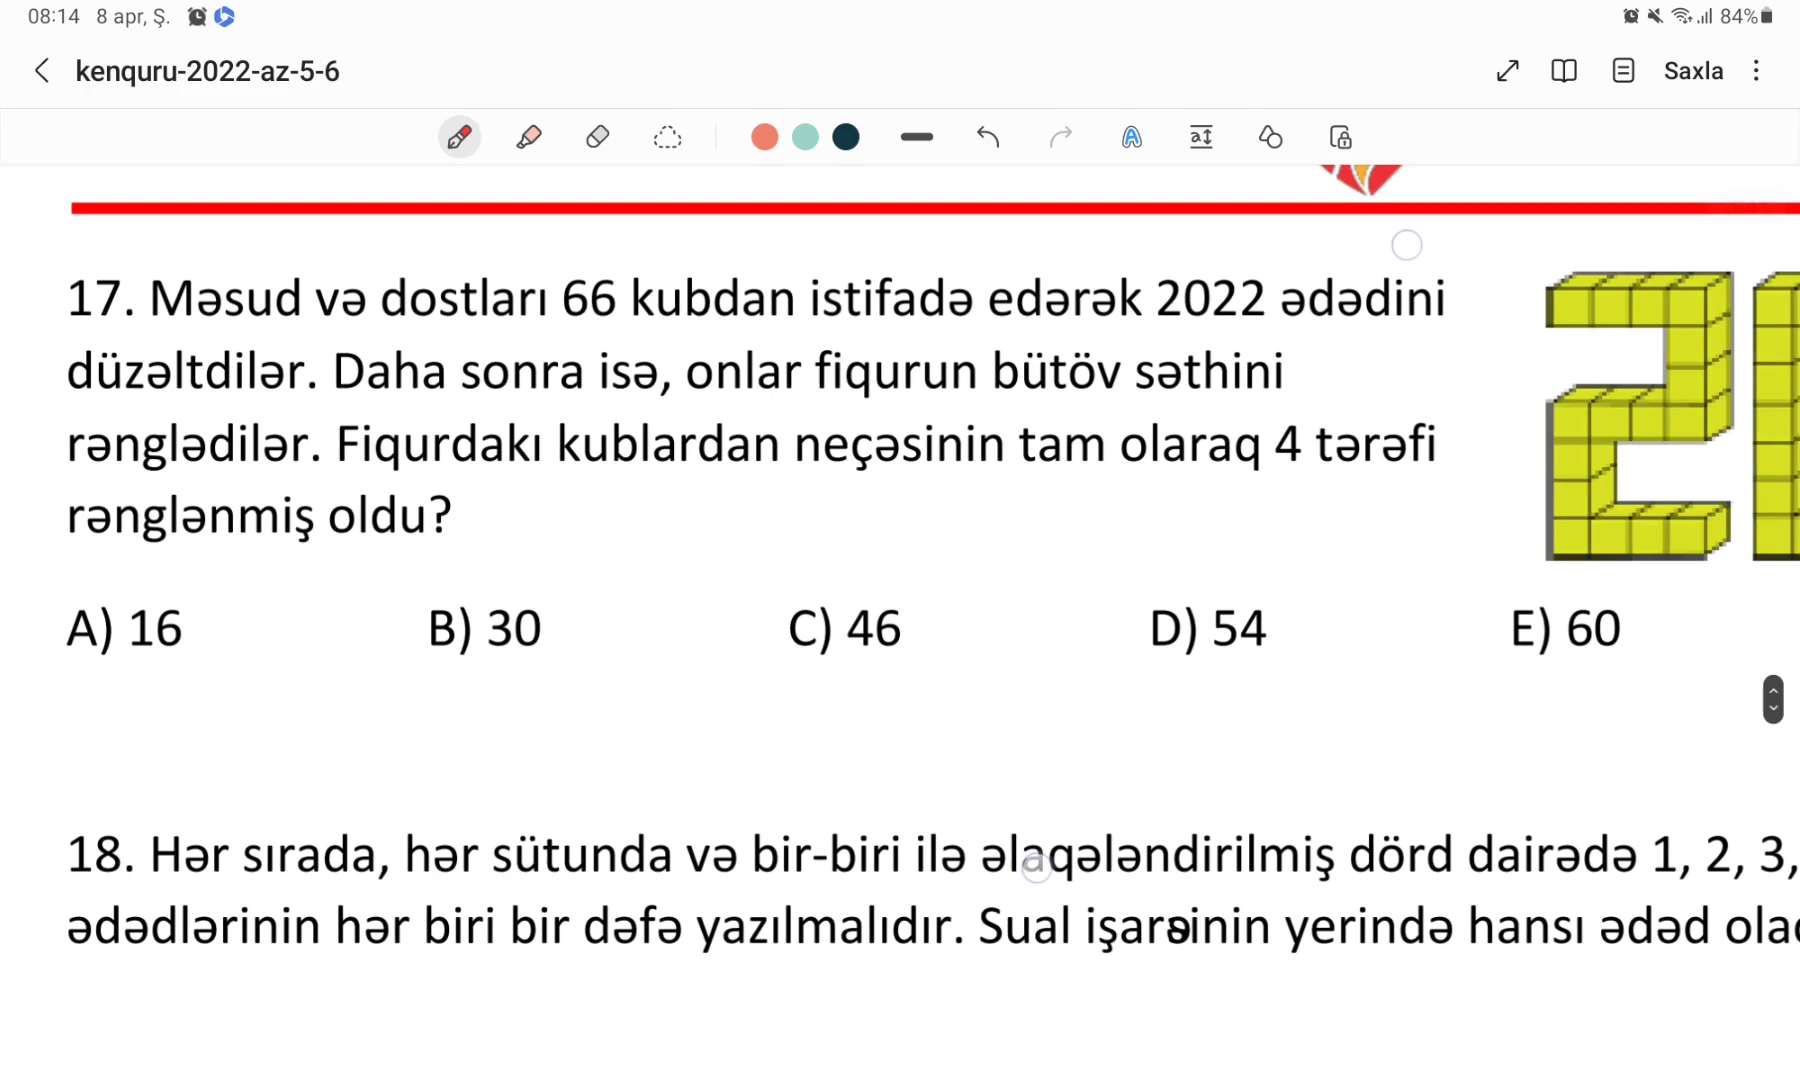 08:14 8 apr, Ş. 84%
kenquru-2022-az-5-6 Saxla
17. Məsud və dostları 66 kubdan istifadə edərək 2022 ədədini
düzəltdilər. Daha sonra isə, onlar fiqurun bütöv səthini
rənglədilər. Fiqurdakı kublardan neçəsinin tam olaraq 4 tərəfi
rənglənmiş oldu?
A) 16 B) 30 C) 46 D) 54 E) 60
18. Hər sırada, hər sütunda və bir-biri ilə əlaqələndirilmiş dörd dairədə 1, 2, 3,
ədədlərinin hər biri bir dəfə yazılmalıdır. Sual işarəsinin yerində hansı ədəd